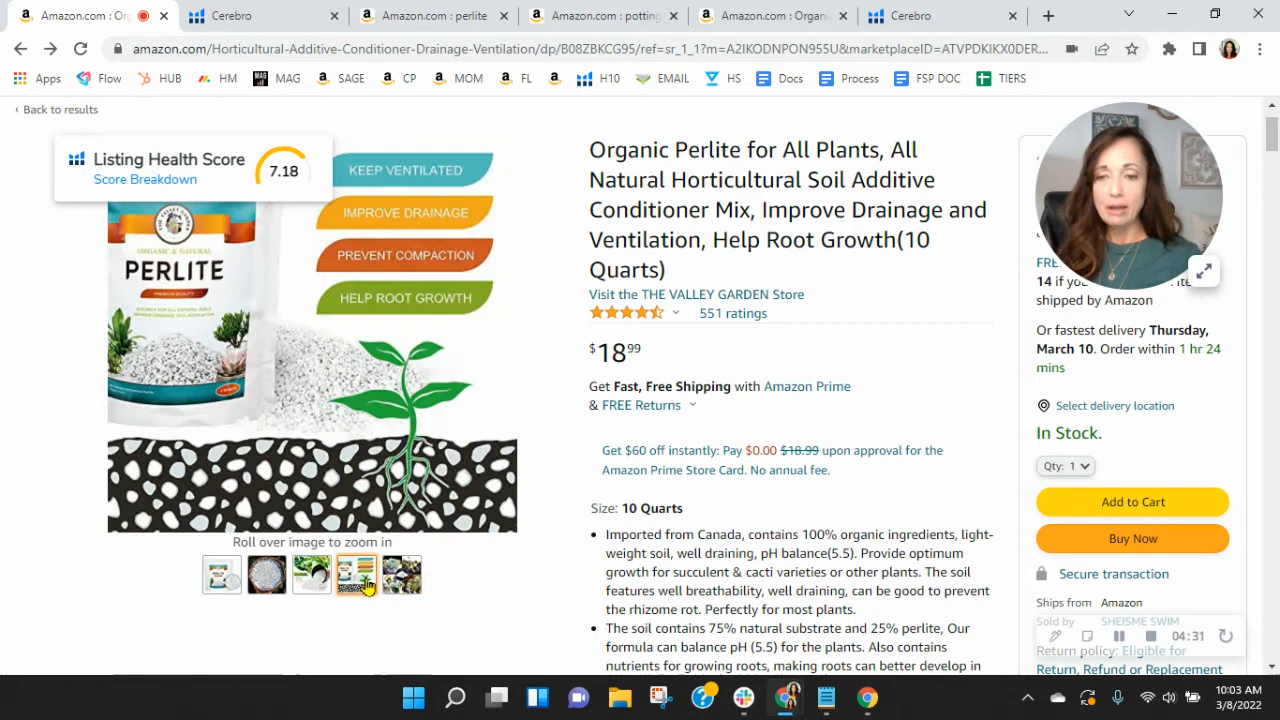 Amazon.com: Or
Cerebro
Amazon.com : perlite
Amazon.com : potting
Amazon.com : Organi
Cerebro
amazon.com/Horticultural-Additive-Conditioner-Drainage-Ventilation/dp/B08ZBKCG95/ref=sr_1_1?m=A2IKODNPON955U&marketplaceID=ATVPDKIKX0DER...
Apps
Flow
HUB
HM
MAG
MAG
SAGE
CP
MOM
FL
H10
EMAIL
HS
Docs
Process
FSP DOC
TIERS
‹ Back to results
Listing Health Score
Score Breakdown
7.18
KEEP VENTILATED
IMPROVE DRAINAGE
PREVENT COMPACTION
HELP ROOT GROWTH
THE VALLEY GARDEN
ORGANIC & NATURAL
PERLITE
PREMIUM QUALITY
Roll over image to zoom in
Organic Perlite for All Plants, All
Natural Horticultural Soil Additive
Conditioner Mix, Improve Drainage and
Ventilation, Help Root Growth(10
Quarts)
Visit the THE VALLEY GARDEN Store
551 ratings
$18 99
Get Fast, Free Shipping with Amazon Prime
& FREE Returns
Get $60 off instantly: Pay $0.00 $18.99 upon approval for the
Amazon Prime Store Card. No annual fee.
Size: 10 Quarts
• Imported from Canada, contains 100% organic ingredients, light-
weight soil, well draining, pH balance(5.5). Provide optimum
growth for succulent & cacti varieties or other plants. The soil
features well breathability, well draining, can be good to prevent
the rhizome rot. Perfectly for most plants.
• The soil contains 75% natural substrate and 25% perlite, Our
formula can balance pH (5.5) for the plants. Also contains
nutrients for growing roots, making roots can better develop in
FRE
14 if you
shipped by Amazon
Or fastest delivery Thursday,
March 10. Order within 1 hr 24
mins
Select delivery location
In Stock.
Qty: 1
Add to Cart
Buy Now
Secure transaction
Ships from Amazon
Sold by SHEISME SWIM
04:31
Return policy: Eligible for
Return, Refund or Replacement
10:03 AM
3/8/2022